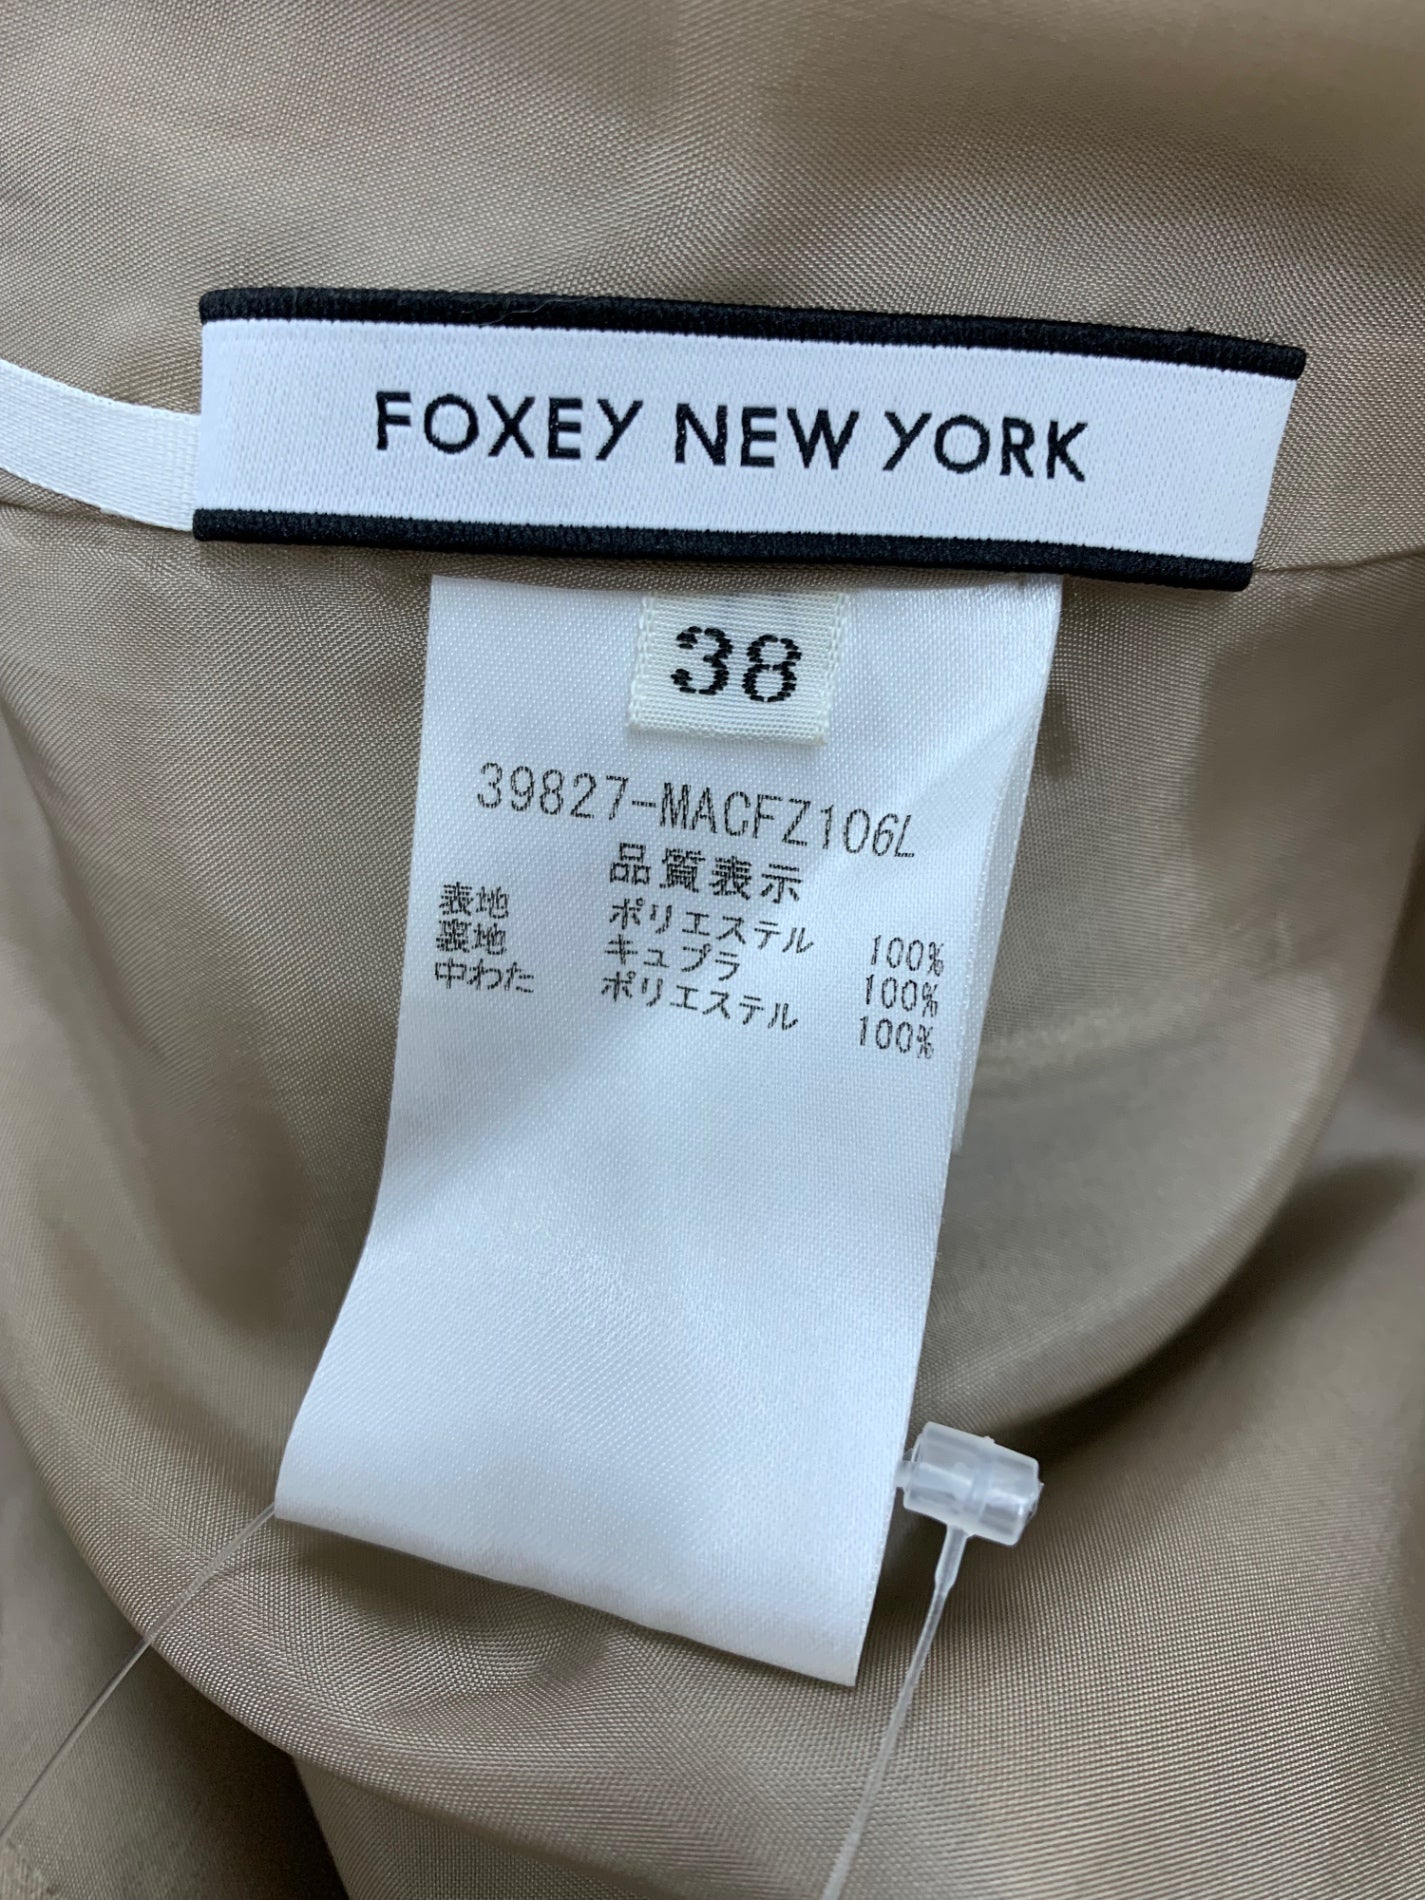 FOXEY NEW YORK
38
39827-MACFZ106L
品質表示
表地 ポリエステル 100%
裏地 キュプラ 100%
中わた ポリエステル 100%